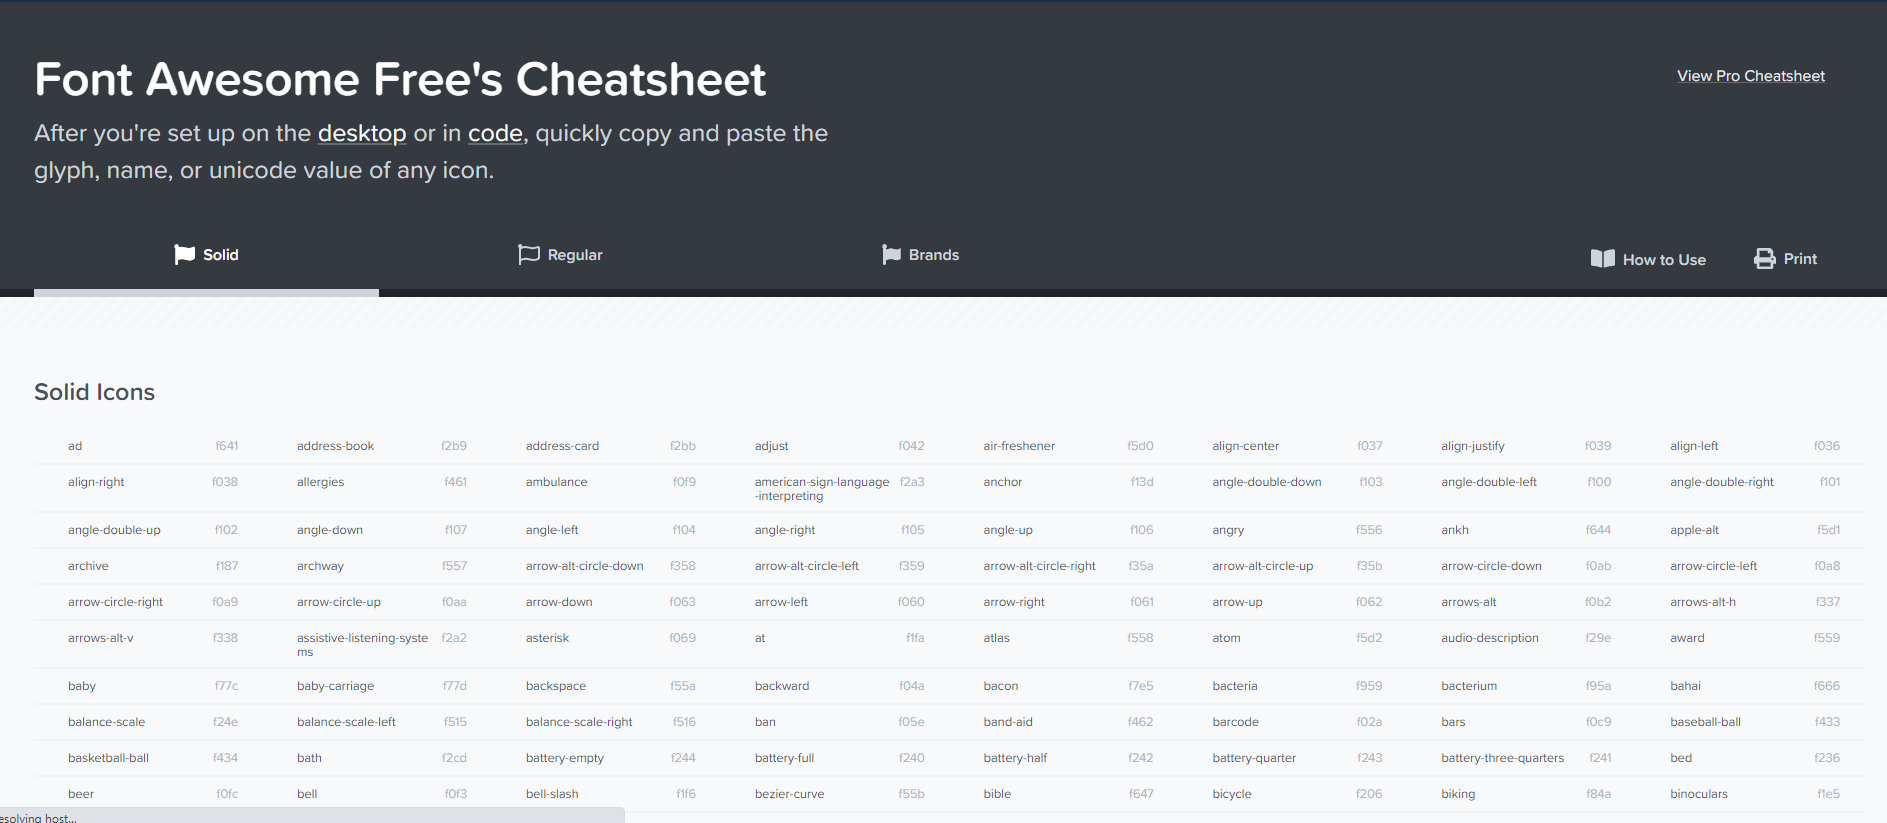 Font Awesome Free's Cheatsheet
View Pro Cheatsheet
After you're set up on the desktop or in code, quickly copy and paste the
glyph, name, or unicode value of any icon.
Solid Regular Brands How to Use Print
Solid Icons
ad f641 address-book f2b9 address-card f2bb adjust f042 air-freshener f5d0 align-center f037 align-justify f039 align-left f036
align-right f038 allergies f461 ambulance f0f9 american-sign-language f2a3 anchor f13d angle-double-down f103 angle-double-left f100 angle-double-right f101
-interpreting
angle-double-up f102 angle-down f107 angle-left f104 angle-right f105 angle-up f106 angry f556 ankh f644 apple-alt f5d1
archive f187 archway f557 arrow-alt-circle-down f358 arrow-alt-circle-left f359 arrow-alt-circle-right f35a arrow-alt-circle-up f35b arrow-circle-down f0ab arrow-circle-left f0a8
arrow-circle-right f0a9 arrow-circle-up f0aa arrow-down f063 arrow-left f060 arrow-right f061 arrow-up f062 arrows-alt f0b2 arrows-alt-h f337
arrows-alt-v f338 assistive-listening-syste f2a2 asterisk f069 at f1fa atlas f558 atom f5d2 audio-description f29e award f559
ms
baby f77c baby-carriage f77d backspace f55a backward f04a bacon f7e5 bacteria f959 bacterium f95a bahai f666
balance-scale f24e balance-scale-left f515 balance-scale-right f516 ban f05e band-aid f462 barcode f02a bars f0c9 baseball-ball f433
basketball-ball f434 bath f2cd battery-empty f244 battery-full f240 battery-half f242 battery-quarter f243 battery-three-quarters f241 bed f236
beer f0fc bell f0f3 bell-slash f1f6 bezier-curve f55b bible f647 bicycle f206 biking f84a binoculars f1e5
esolving host...